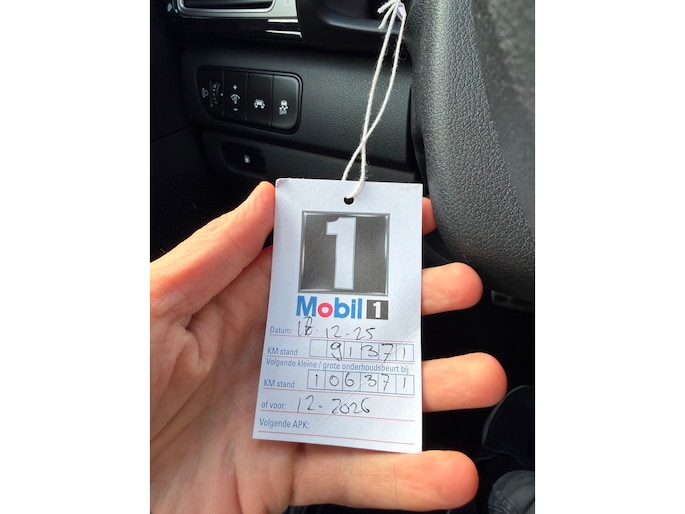 1
Mobil 1
Datum: 12-25
KM stand 91371
Volgende kleine / grote onderhoudsbeurt bij
KM stand 106371
of voor: 12-2026
Volgende APK: